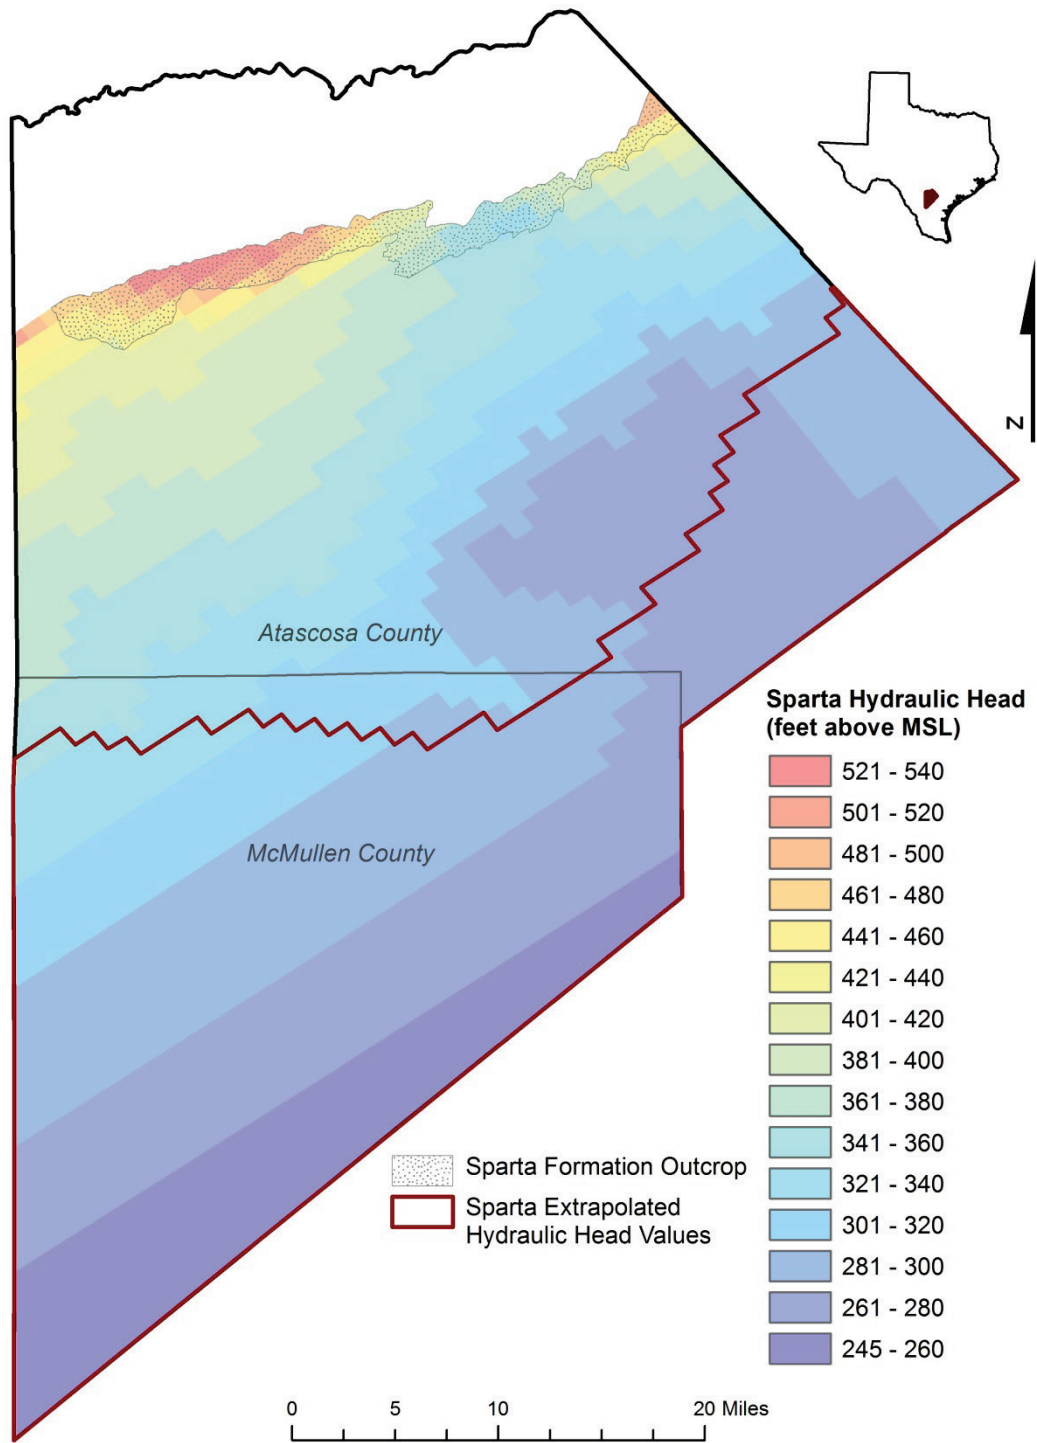 N
Atascosa County
McMullen County
Sparta Hydraulic Head
(feet above MSL)
521 - 540
501 - 520
481 - 500
461 - 480
441 - 460
421 - 440
401 - 420
381 - 400
361 - 380
341 - 360
321 - 340
301 - 320
281 - 300
261 - 280
245 - 260
Sparta Formation Outcrop
Sparta Extrapolated
Hydraulic Head Values
0 5 10 20 Miles